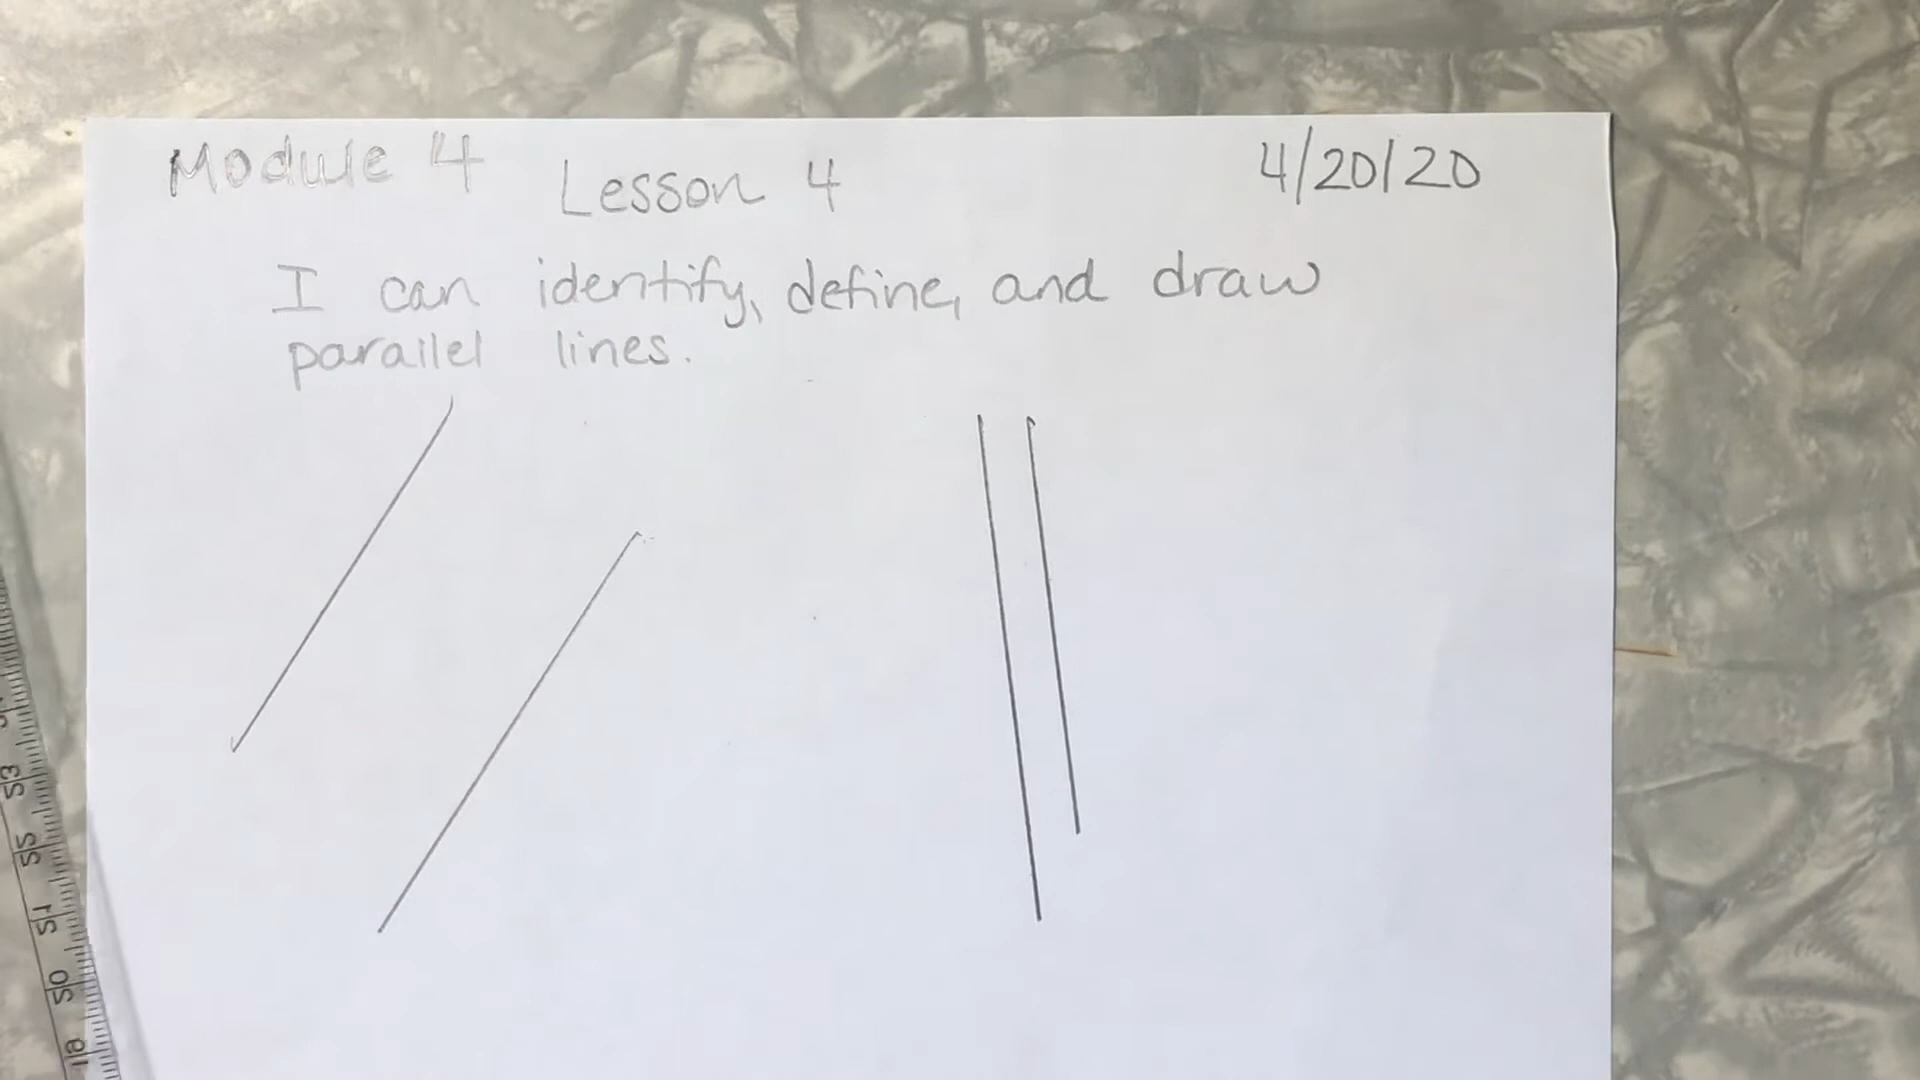 Module 4 Lesson 4 4/20/20
I can identify, define, and draw
parallel lines.